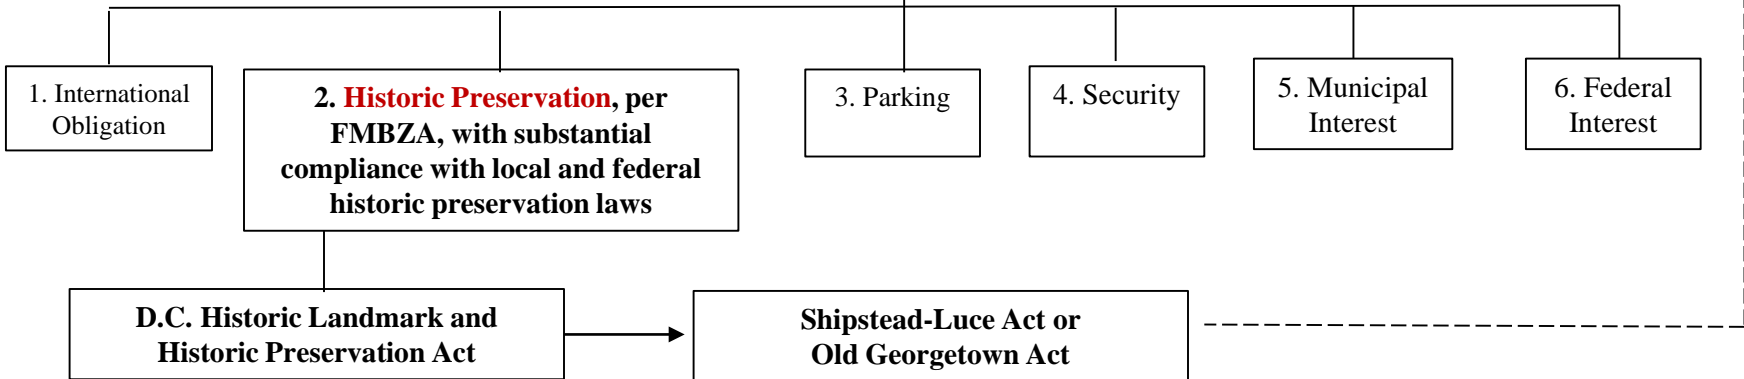 1. International
Obligation
2. Historic Preservation, per
FMBZA, with substantial
compliance with local and federal
historic preservation laws
3. Parking
4. Security
5. Municipal
Interest
6. Federal
Interest
D.C. Historic Landmark and
Historic Preservation Act
Shipstead-Luce Act or
Old Georgetown Act